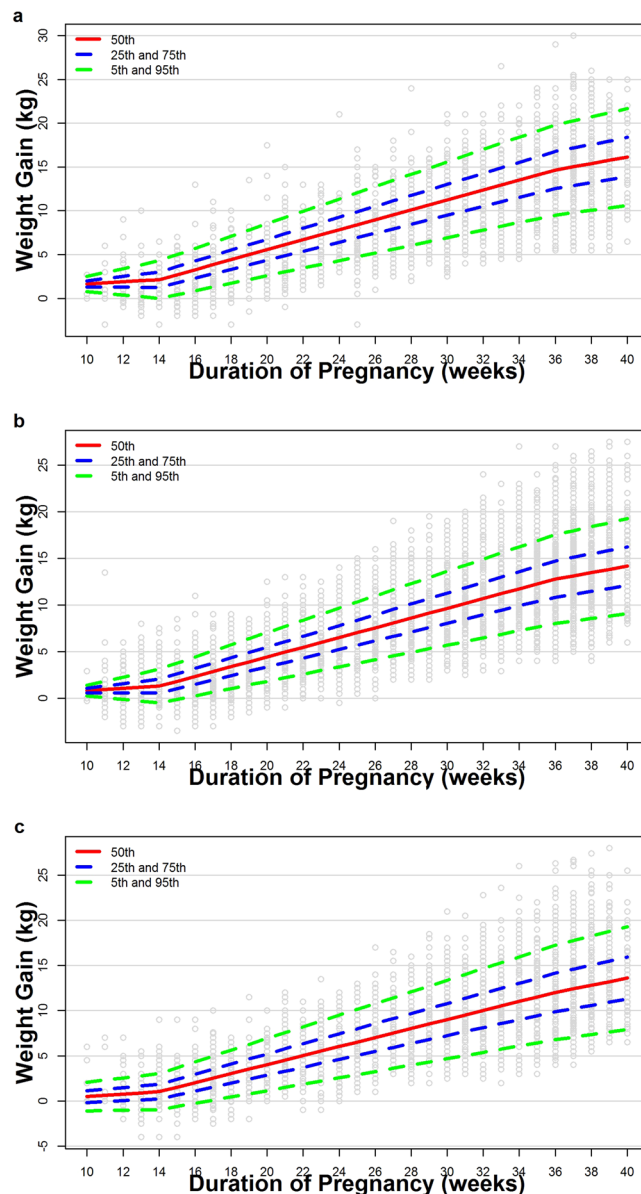 a
50th
25th and 75th
5th and 95th
Weight Gain (kg)
30
25
20
15
10
5
0
10 12 14 16 18 20 22 24 26 28 30 32 34 36 38 40
Duration of Pregnancy (weeks)
b
50th
25th and 75th
5th and 95th
Weight Gain (kg)
25
20
15
10
5
0
10 12 14 16 18 20 22 24 26 28 30 32 34 36 38 40
Duration of Pregnancy (weeks)
c
50th
25th and 75th
5th and 95th
Weight Gain (kg)
25
20
15
10
5
0
-5
10 12 14 16 18 20 22 24 26 28 30 32 34 36 38 40
Duration of Pregnancy (weeks)